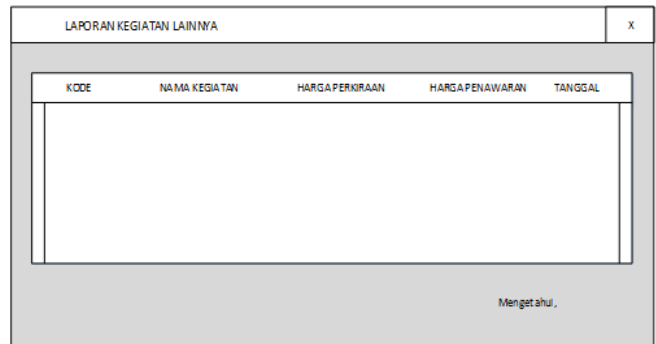 LAPORAN KEGIATAN LAINNYA X
KODE NAMA KEGIATAN HARGA PERKIRAAN HARGA PENAWARAN TANGGAL
Mengetahui,